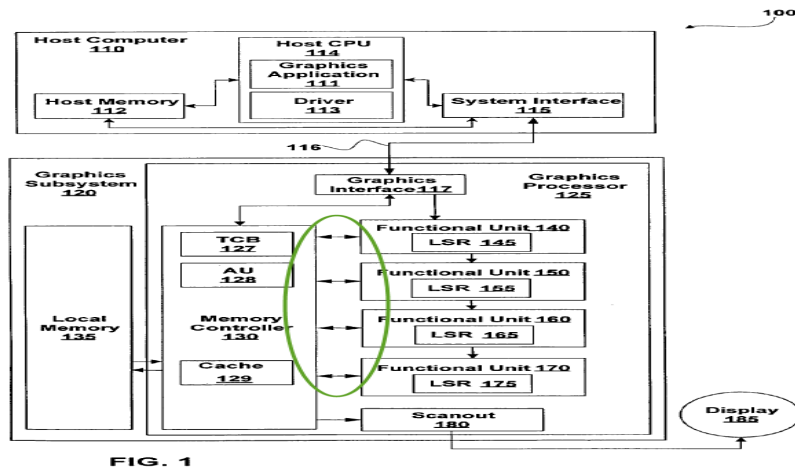 100
Host Computer
110
Host CPU
114
Graphics
Application
111
Driver
113
Host Memory
112
System Interface
115
116
Graphics
Subsystem
120
Graphics
Processor
125
Graphics
Interface 117
TCB
127
AU
128
Memory
Controller
130
Cache
129
Local
Memory
135
Functional Unit 140
LSR 145
Functional Unit 150
LSR 155
Functional Unit 160
LSR 165
Functional Unit 170
LSR 175
Scanout
180
Display
185
FIG. 1